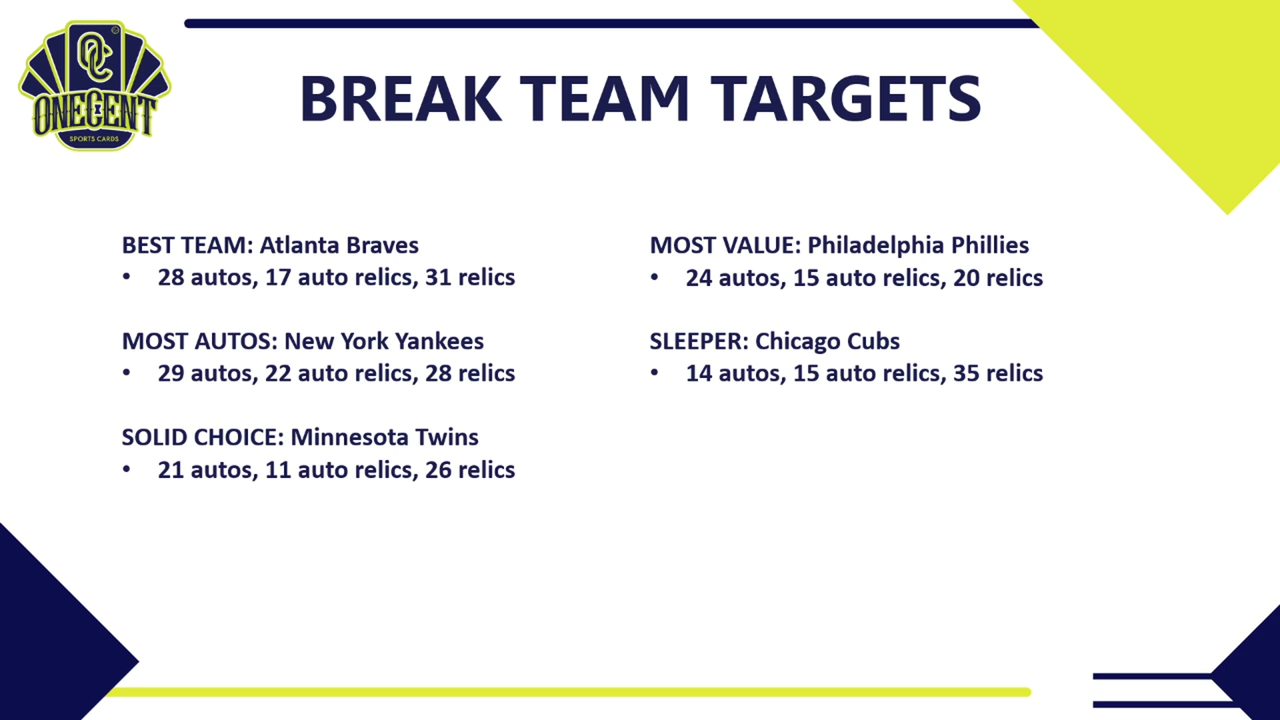 OC
ONECENT
SPORTS CARDS
BREAK TEAM TARGETS
BEST TEAM: Atlanta Braves
• 28 autos, 17 auto relics, 31 relics
MOST AUTOS: New York Yankees
• 29 autos, 22 auto relics, 28 relics
SOLID CHOICE: Minnesota Twins
• 21 autos, 11 auto relics, 26 relics
MOST VALUE: Philadelphia Phillies
• 24 autos, 15 auto relics, 20 relics
SLEEPER: Chicago Cubs
• 14 autos, 15 auto relics, 35 relics